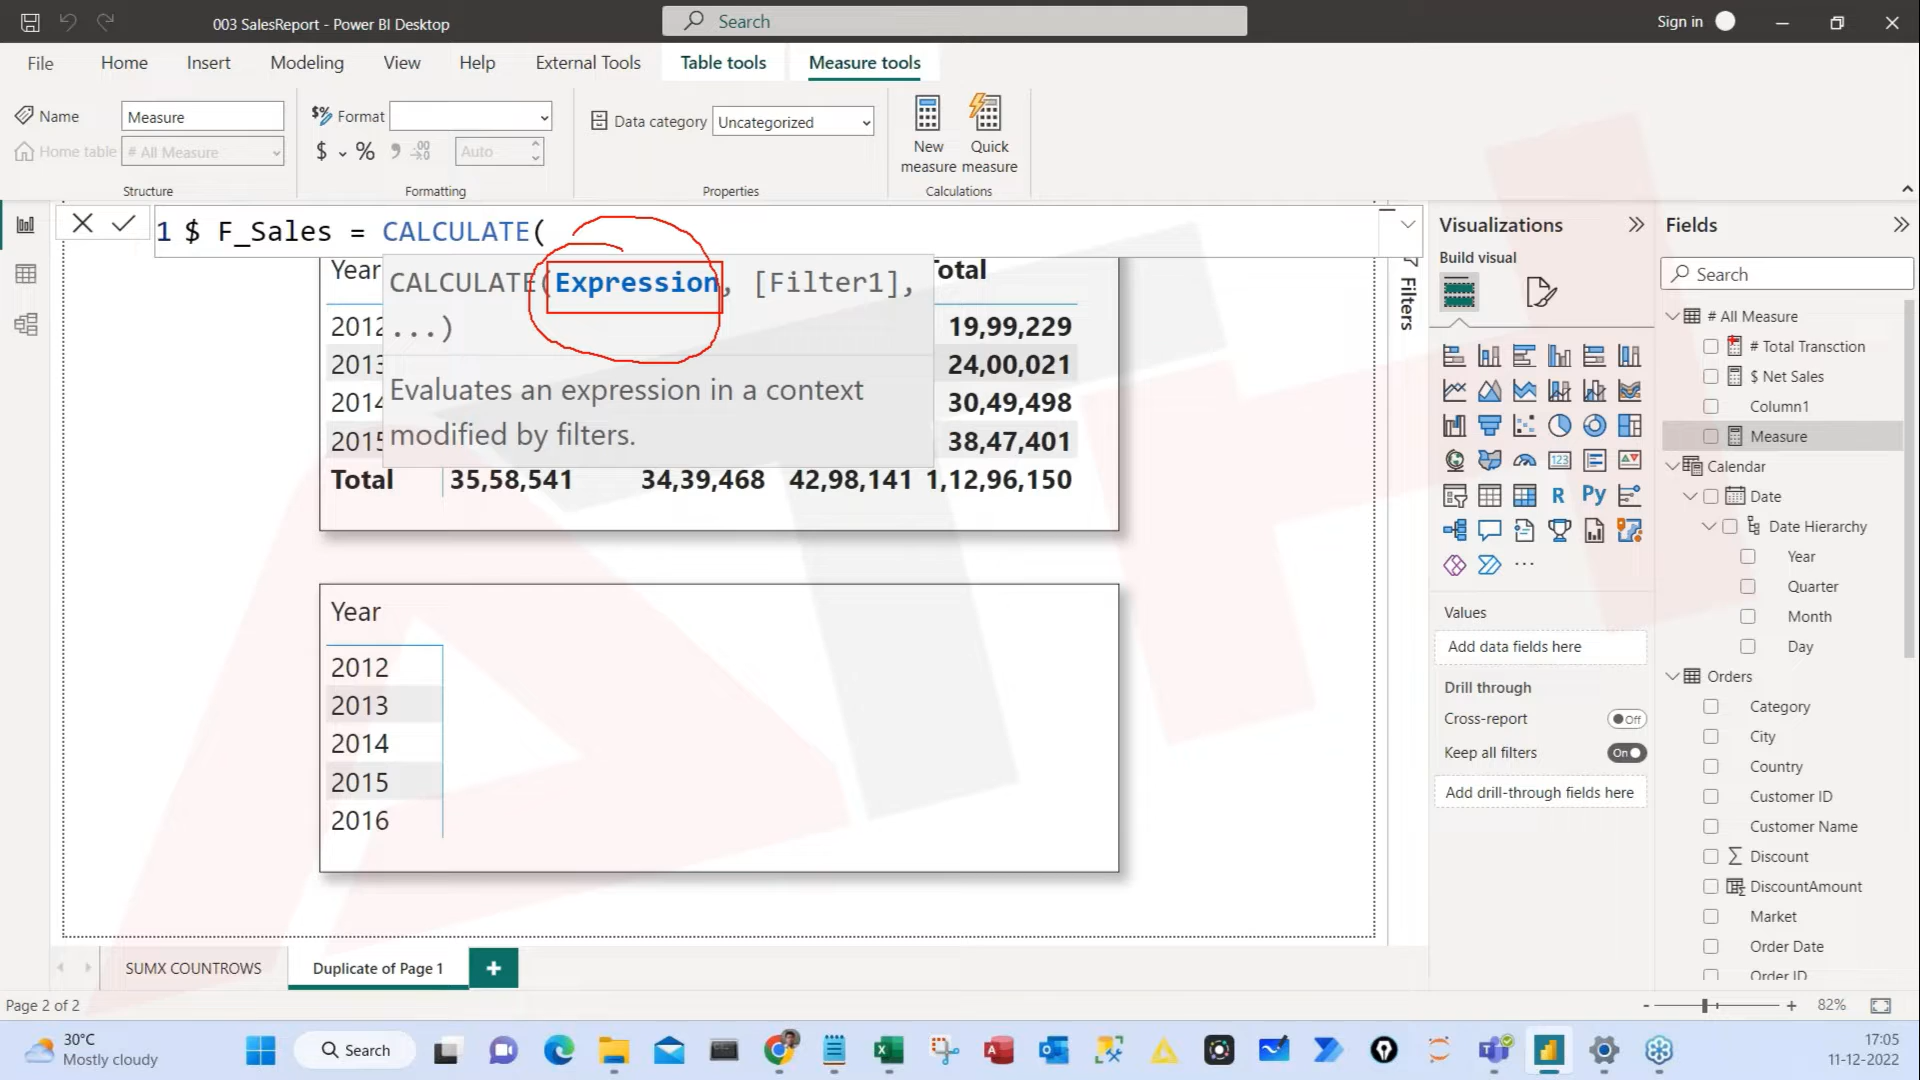 003 SalesReport - Power BI Desktop
Search
Sign in
File
Home
Insert
Modeling
View
Help
External Tools
Table tools
Measure tools
Name
Measure
Home table
# All Measure
Structure
$% Format
$ %
Auto
Formatting
Data category
Uncategorized
Properties
New measure
Quick measure
Calculations
1 $ F_Sales = CALCULATE(
CALCULATE(Expression, [Filter1],
...)
Evaluates an expression in a context
modified by filters.
Year
Total
2012
19,99,229
2013
24,00,021
2014
30,49,498
2015
38,47,401
Total 35,58,541 34,39,468 42,98,141 1,12,96,150
Year
2012
2013
2014
2015
2016
Filters
Visualizations
Build visual
123
R
Py
...
Values
Add data fields here
Drill through
Cross-report
Off
Keep all filters
On
Add drill-through fields here
Fields
Search
# All Measure
# Total Transction
$ Net Sales
Column1
Measure
Calendar
Date
Date Hierarchy
Year
Quarter
Month
Day
Orders
Category
City
Country
Customer ID
Customer Name
Discount
DiscountAmount
Market
Order Date
Order ID
SUMX COUNTROWS
Duplicate of Page 1
+
Page 2 of 2
- + 82%
30°C
Mostly cloudy
Search
17:05
11-12-2022